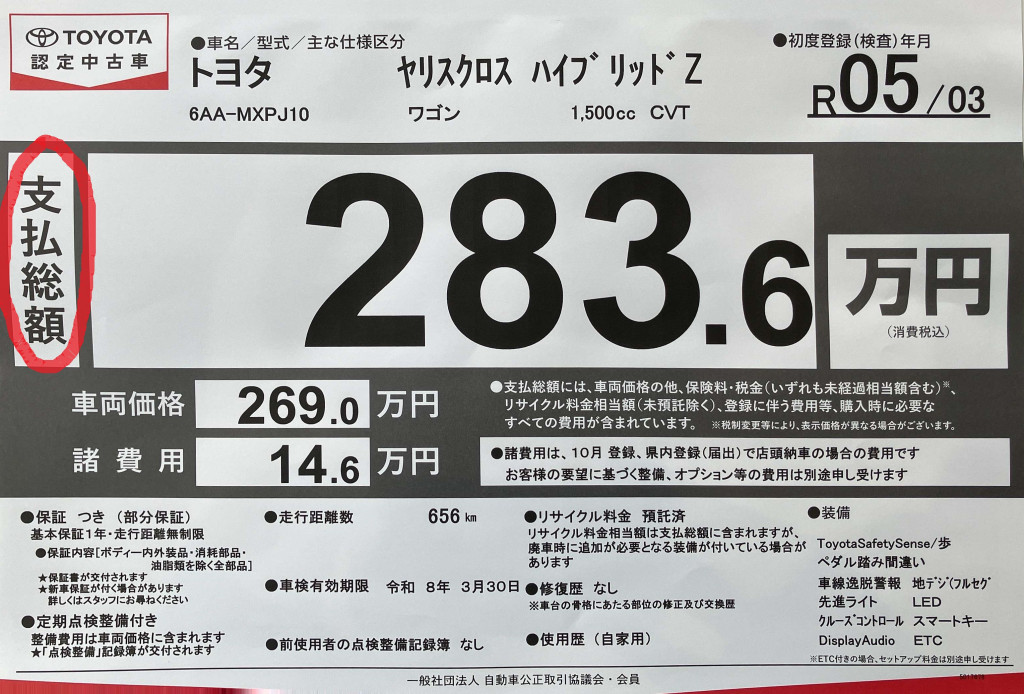 TOYOTA
認定中古車
●車名／型式／主な仕様区分
トヨタ ヤリスクロス ハイブリッドZ
6AA-MXPJ10 ワゴン 1,500cc CVT
●初度登録(検査)年月
R05/03
支払総額
283.6万円
(消費税込)
車両価格 269.0万円
諸費用 14.6万円
●支払総額には、車両価格の他、保険料・税金(いずれも未経過相当額含む)※、
リサイクル料金相当額(未預託除く)、登録に伴う費用等、購入時に必要な
すべての費用が含まれています。 ※税制変更等により、表示価格が異なる場合がございます。
●諸費用は、10月 登録、県内登録(届出)で店頭納車の場合の費用です
お客様の要望に基づく整備、オプション等の費用は別途申し受けます
●保証 つき (部分保証)
基本保証1年・走行距離無制限
●保証内容[ボディー内外装品・消耗部品・
油脂類を除く全部品]
★保証書が交付されます
★新車保証が付く場合があります
詳しくはスタッフにお尋ねください
●定期点検整備付き
整備費用は車両価格に含まれます
★「点検整備」記録簿が交付されます
●走行距離数 656㎞
●車検有効期限 令和 8年 3月30日
●前使用者の点検整備記録簿 なし
●リサイクル料金 預託済
リサイクル料金相当額は支払総額に含まれますが、
廃車時に追加が必要となる装備が付いている場合が
あります
●修復歴 なし
※車台の骨格にあたる部位の修正及び交換歴
●使用歴 (自家用)
●装備
ToyotaSafetySense/歩
ペダル踏み間違い
車線逸脱警報 地デジ(フルセグ
先進ライト LED
クルーズコントロール スマートキー
DisplayAudio ETC
※ETC付きの場合、セットアップ料金は別途申し受けます
一般社団法人 自動車公正取引協議会・会員